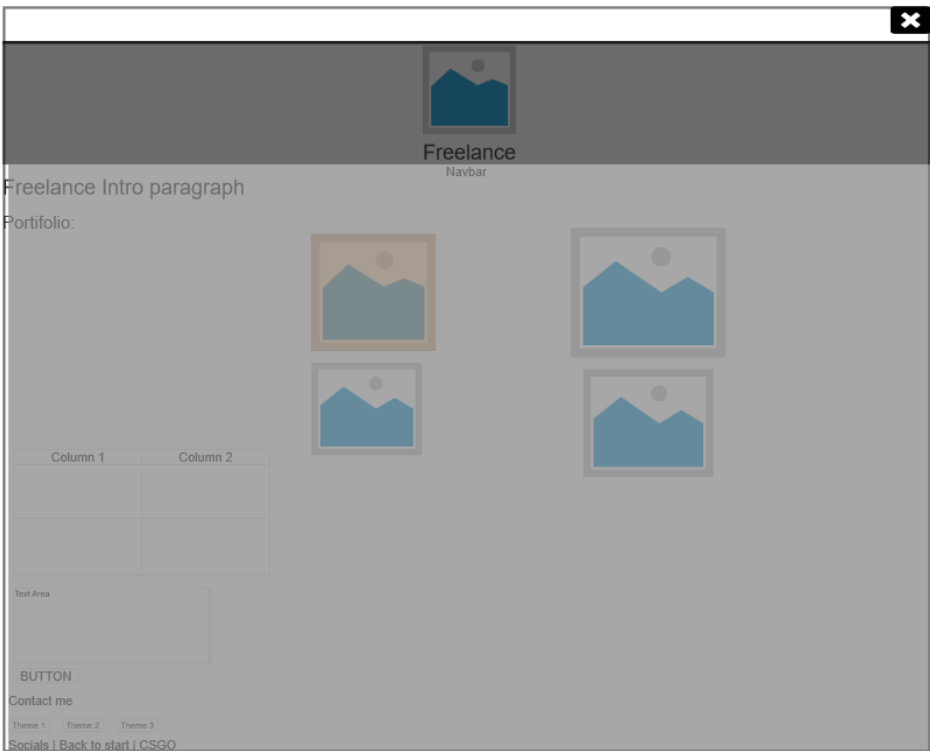 Freelance
Navbar
Freelance Intro paragraph
Portifolio:
Column 1 Column 2
Text Area
BUTTON
Contact me
Theme 1 Theme 2 Theme 3
Socials | Back to start | CSGO